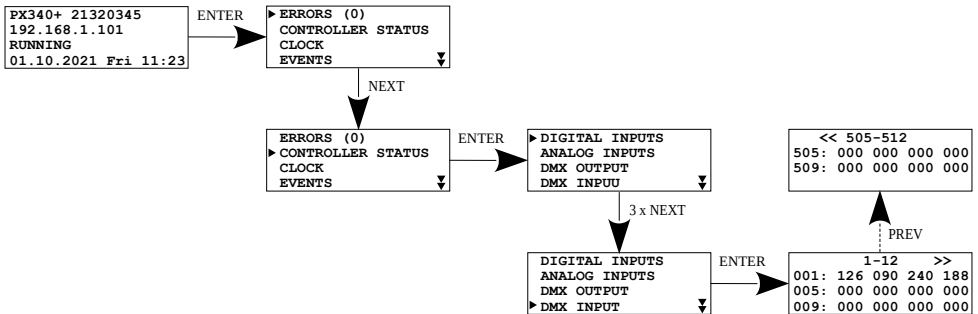 PX340+ 21320345
192.168.1.101
RUNNING
01.10.2021 Fri 11:23
ENTER
ERRORS (0)
CONTROLLER STATUS
CLOCK
EVENTS
NEXT
ERRORS (0)
CONTROLLER STATUS
CLOCK
EVENTS
ENTER
DIGITAL INPUTS
ANALOG INPUTS
DMX OUTPUT
DMX INPUU
3 x NEXT
DIGITAL INPUTS
ANALOG INPUTS
DMX OUTPUT
DMX INPUT
ENTER
1-12 >>
001: 126 090 240 188
005: 000 000 000 000
009: 000 000 000 000
PREV
<< 505-512
505: 000 000 000 000
509: 000 000 000 000